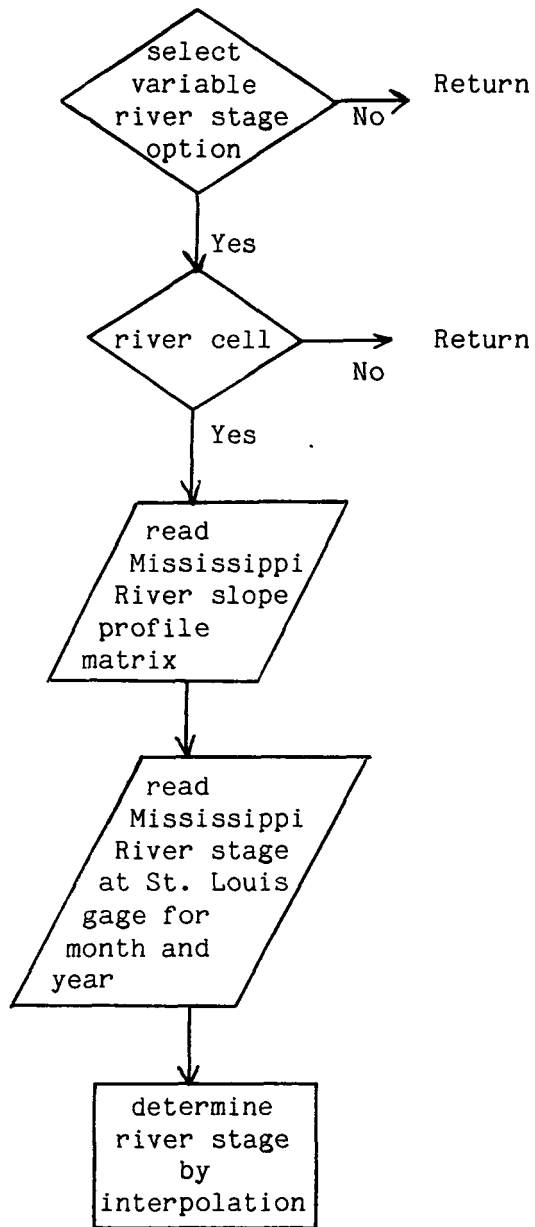 select
variable
river stage
option
No
Return
Yes
river cell
No
Return
Yes
read
Mississippi
River slope
profile
matrix
read
Mississippi
River stage
at St. Louis
gage for
month and
year
determine
river stage
by
interpolation